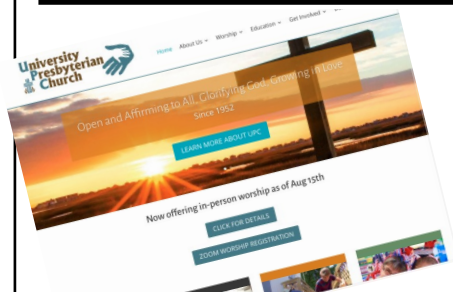 University
Presbyterian
Church
Home About Us Worship Education Get Involved
Open and Affirming to All, Glorifying God, Growing in Love
Since 1952
LEARN MORE ABOUT UPC
Now offering in-person worship as of Aug 15th
CLICK FOR DETAILS
ZOOM WORSHIP REGISTRATION